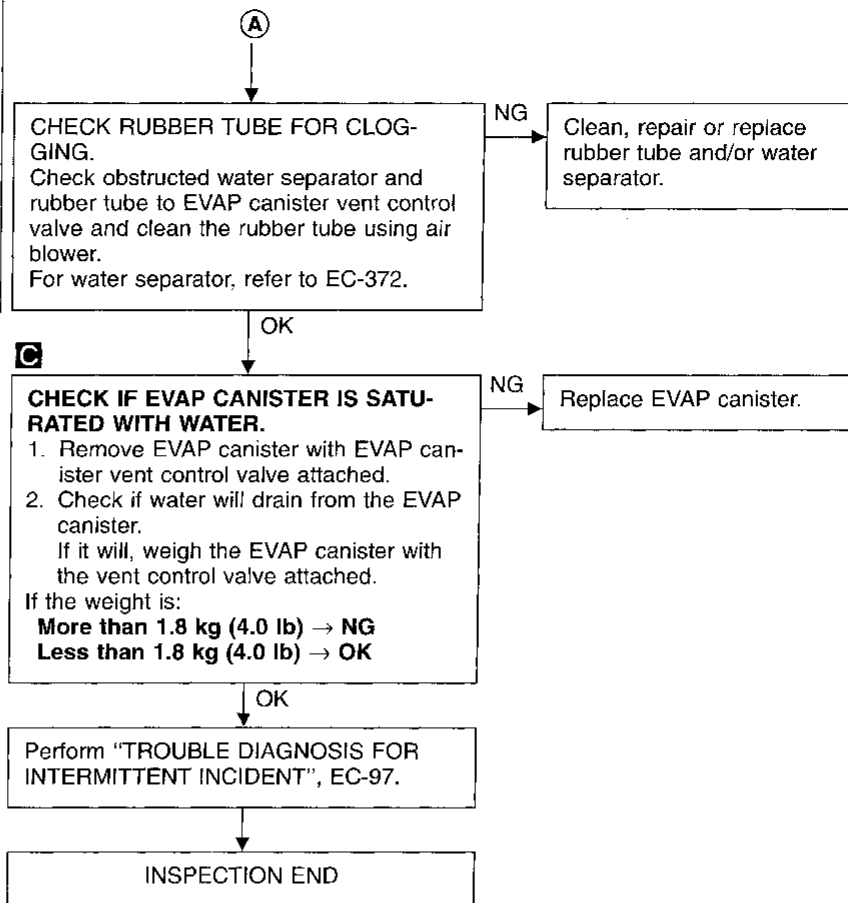 A
CHECK RUBBER TUBE FOR CLOG-
GING.
Check obstructed water separator and
rubber tube to EVAP canister vent control
valve and clean the rubber tube using air
blower.
For water separator, refer to EC-372.
NG
Clean, repair or replace
rubber tube and/or water
separator.
OK
C
CHECK IF EVAP CANISTER IS SATU-
RATED WITH WATER.
1. Remove EVAP canister with EVAP can-
ister vent control valve attached.
2. Check if water will drain from the EVAP
canister.
If it will, weigh the EVAP canister with
the vent control valve attached.
If the weight is:
More than 1.8 kg (4.0 lb) → NG
Less than 1.8 kg (4.0 lb) → OK
NG
Replace EVAP canister.
OK
Perform “TROUBLE DIAGNOSIS FOR
INTERMITTENT INCIDENT”, EC-97.
INSPECTION END